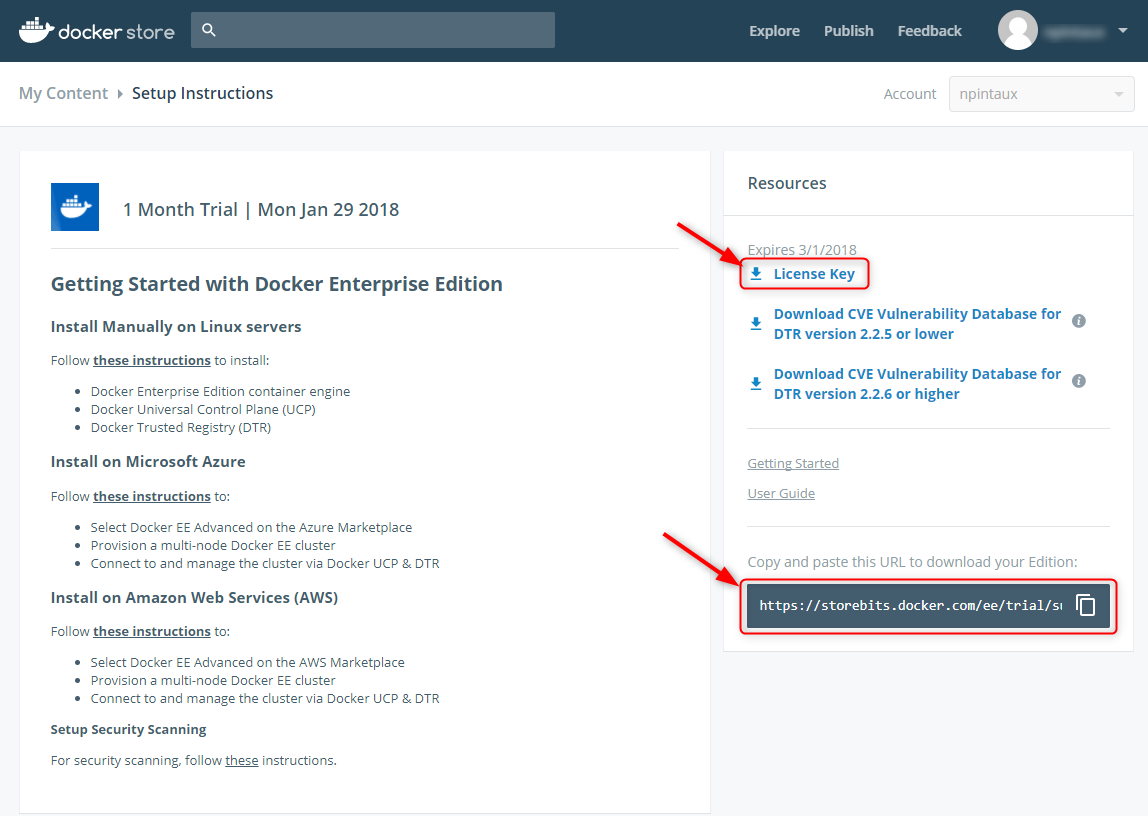 docker store
Explore
Publish
Feedback
My Content
Setup Instructions
Account
npintaux
1 Month Trial | Mon Jan 29 2018
Getting Started with Docker Enterprise Edition
Install Manually on Linux servers
Follow these instructions to install:
Docker Enterprise Edition container engine
Docker Universal Control Plane (UCP)
Docker Trusted Registry (DTR)
Install on Microsoft Azure
Follow these instructions to:
Select Docker EE Advanced on the Azure Marketplace
Provision a multi-node Docker EE cluster
Connect to and manage the cluster via Docker UCP & DTR
Install on Amazon Web Services (AWS)
Follow these instructions to:
Select Docker EE Advanced on the AWS Marketplace
Provision a multi-node Docker EE cluster
Connect to and manage the cluster via Docker UCP & DTR
Setup Security Scanning
For security scanning, follow these instructions.
Resources
Expires 3/1/2018
License Key
Download CVE Vulnerability Database for
DTR version 2.2.5 or lower
Download CVE Vulnerability Database for
DTR version 2.2.6 or higher
Getting Started
User Guide
Copy and paste this URL to download your Edition:
https://storebits.docker.com/ee/trial/su